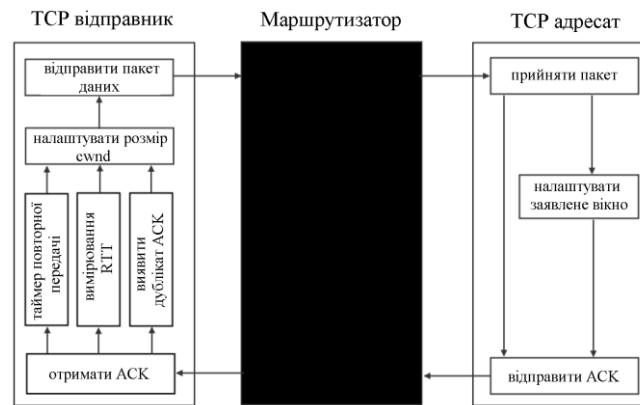 TCP відправник
Маршрутизатор
TCP адресат
відправити пакет
даних
налаштувати розмір
cwnd
таймер повторної
передачі
вимірювання
RTT
виявити
дублікат ACK
отримати ACK
прийняти пакет
налаштувати
заявлене вікно
відправити ACK